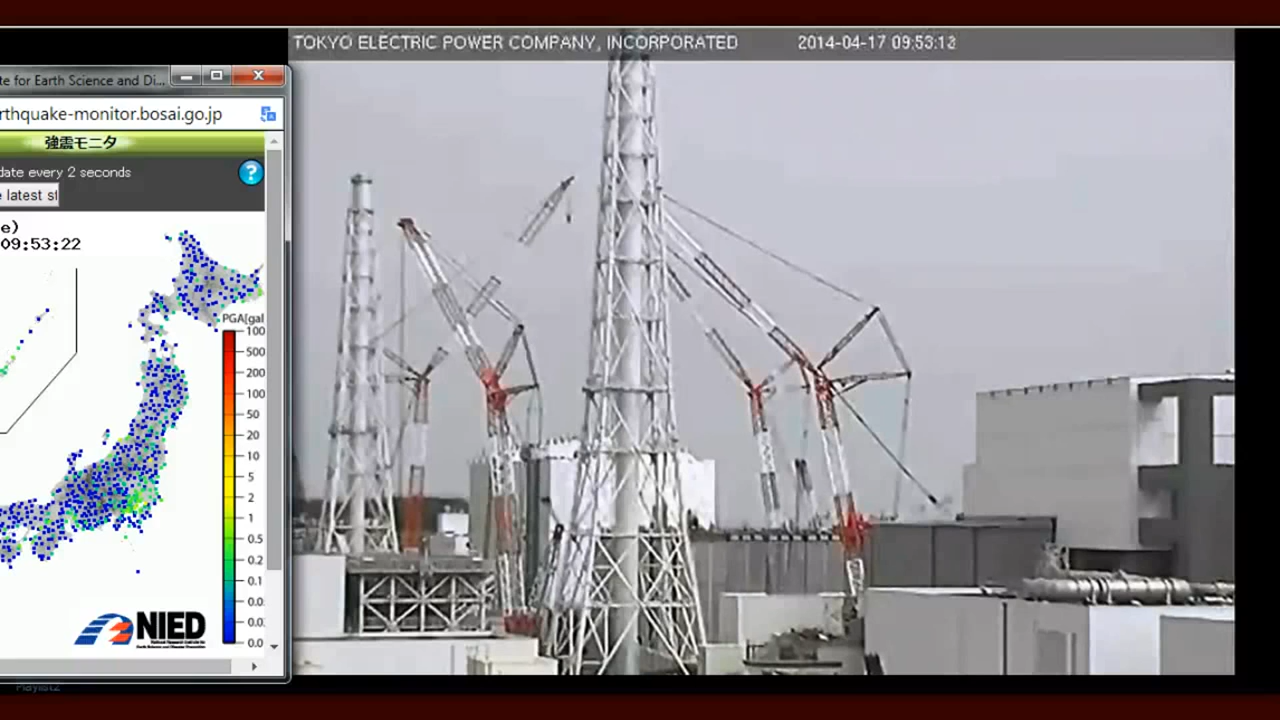 TOKYO ELECTRIC POWER COMPANY, INCORPORATED 2014-04-17 09:53:12
te for Earth Science and Di...
rthquake-monitor.bosai.go.jp
強震モニタ
date every 2 seconds
?
e latest st
e)
09:53:22
PGA[gal
100
500
200
100
50
20
10
5
2
1
0.5
0.2
0.1
0.0
0.0
0.0
NIED
Playlist2